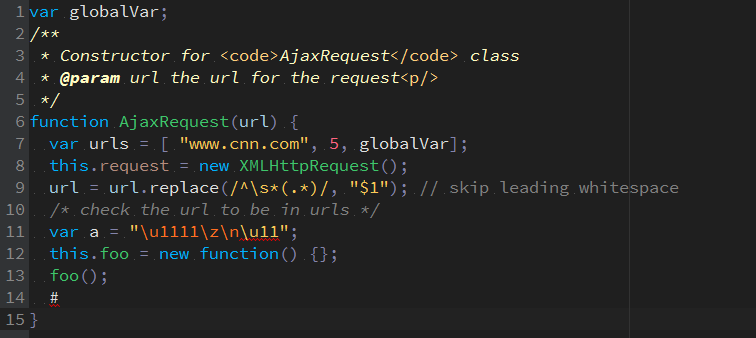 1 var globalVar;
2 /**
3  * Constructor for <code>AjaxRequest</code> class
4  * @param url the url for the request<p/>
5  */
6 function AjaxRequest(url) {
7   var urls = [ "www.cnn.com", 5, globalVar];
8   this.request = new XMLHttpRequest();
9   url = url.replace(/^\s*(.*)/, "$1"); // skip leading whitespace
10   /* check the url to be in urls */
11   var a = "\u1111\z\n\u11";
12   this.foo = new function() {};
13   foo();
14   #
15 }